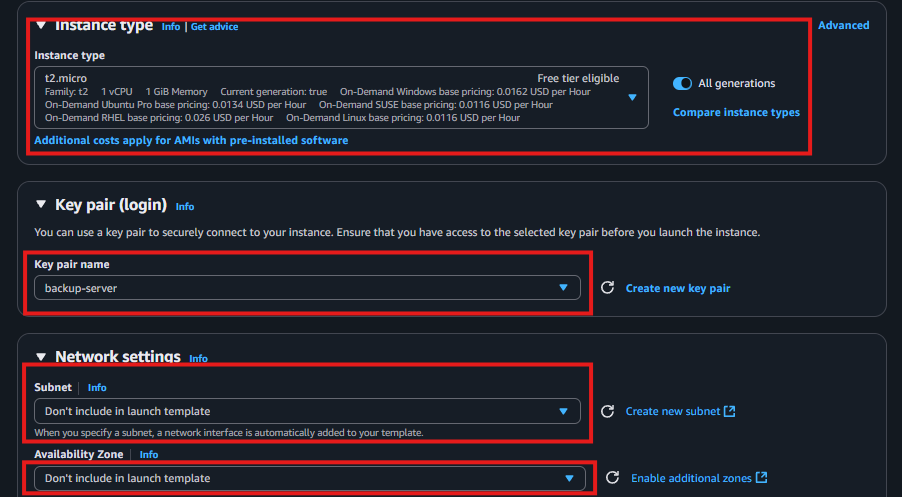 Instance type Info | Get advice
Advanced
Instance type
t2.micro Free tier eligible
Family: t2 1 vCPU 1 GiB Memory Current generation: true On-Demand Windows base pricing: 0.0162 USD per Hour
On-Demand Ubuntu Pro base pricing: 0.0134 USD per Hour On-Demand SUSE base pricing: 0.0116 USD per Hour
On-Demand RHEL base pricing: 0.026 USD per Hour On-Demand Linux base pricing: 0.0116 USD per Hour
All generations
Compare instance types
Additional costs apply for AMIs with pre-installed software
Key pair (login) Info
You can use a key pair to securely connect to your instance. Ensure that you have access to the selected key pair before you launch the instance.
Key pair name
backup-server
Create new key pair
Network settings Info
Subnet | Info
Don't include in launch template
Create new subnet
When you specify a subnet, a network interface is automatically added to your template.
Availability Zone | Info
Don't include in launch template
Enable additional zones